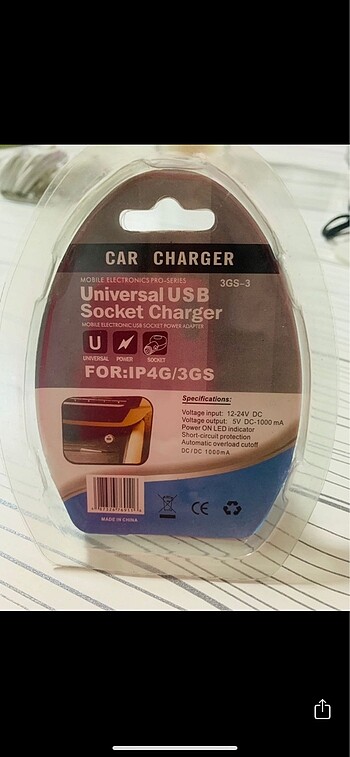 CAR CHARGER
MOBILE ELECTRONICS PRO-SERIES
3GS-3
Universal USB
Socket Charger
MOBILE ELECTRONIC USB SOCKET POWER ADAPTER
U
UNIVERSAL POWER SOCKET
FOR:IP4G/3GS
Specifications:
Voltage input: 12-24V DC
Voltage output: 5V DC-1000 mA
Power ON LED indicator
Short-circuit protection
Automatic overload cutoff
DC/DC 1000mA
CE
MADE IN CHINA